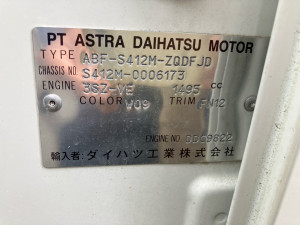 PT ASTRA DAIHATSU MOTOR
TYPE ABF-S412M-ZQDFJD
CHASSIS NO S412M-0006173
ENGINE 3SZ-VE 1495 CC
COLOR W09 TRIM FN12
ENGINE NO DG69822
輸入者: ダイハツ工業株式会社